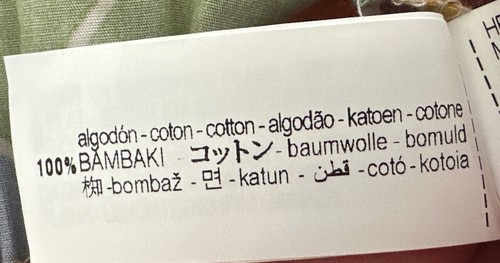 algodón - coton - cotton - algodão - katoen - cotone
100% BAMBAKI - コットン - baumwolle - bomuld
棉 - bombaž - 면 - katun - قطن - cotó - kotoia